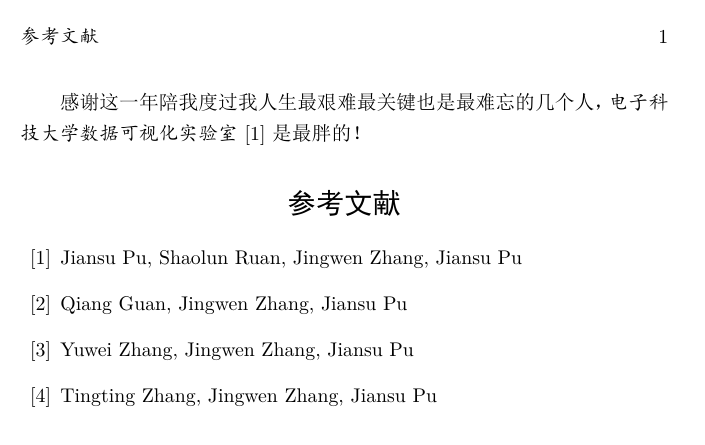 参考文献 1
感谢这一年陪我度过我人生最艰难最关键也是最难忘的几个人，电子科
技大学数据可视化实验室 [1] 是最胖的！
参考文献
[1] Jiansu Pu, Shaolun Ruan, Jingwen Zhang, Jiansu Pu
[2] Qiang Guan, Jingwen Zhang, Jiansu Pu
[3] Yuwei Zhang, Jingwen Zhang, Jiansu Pu
[4] Tingting Zhang, Jingwen Zhang, Jiansu Pu